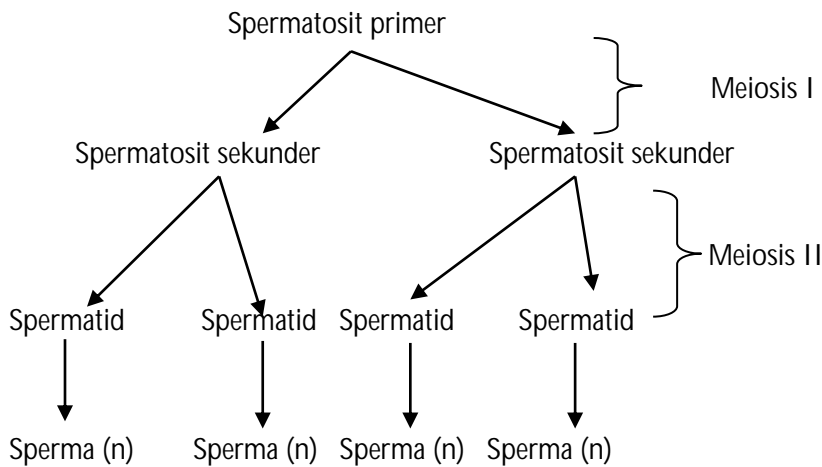 Spermatosit primer
Meiosis I
Spermatosit sekunder Spermatosit sekunder
Meiosis II
Spermatid Spermatid Spermatid Spermatid
Sperma (n) Sperma (n) Sperma (n) Sperma (n)